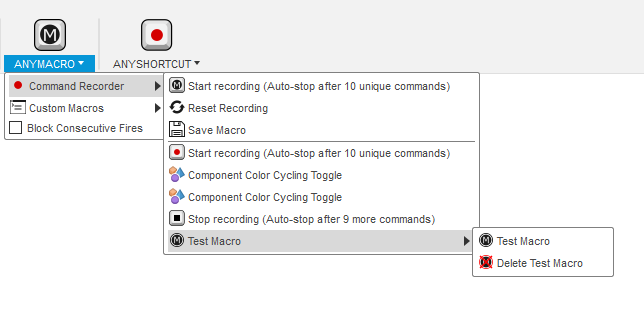 ANYMACRO
ANYSHORTCUT
Command Recorder
Custom Macros
Block Consecutive Fires
Start recording (Auto-stop after 10 unique commands)
Reset Recording
Save Macro
Start recording (Auto-stop after 10 unique commands)
Component Color Cycling Toggle
Component Color Cycling Toggle
Stop recording (Auto-stop after 9 more commands)
Test Macro
Test Macro
Delete Test Macro